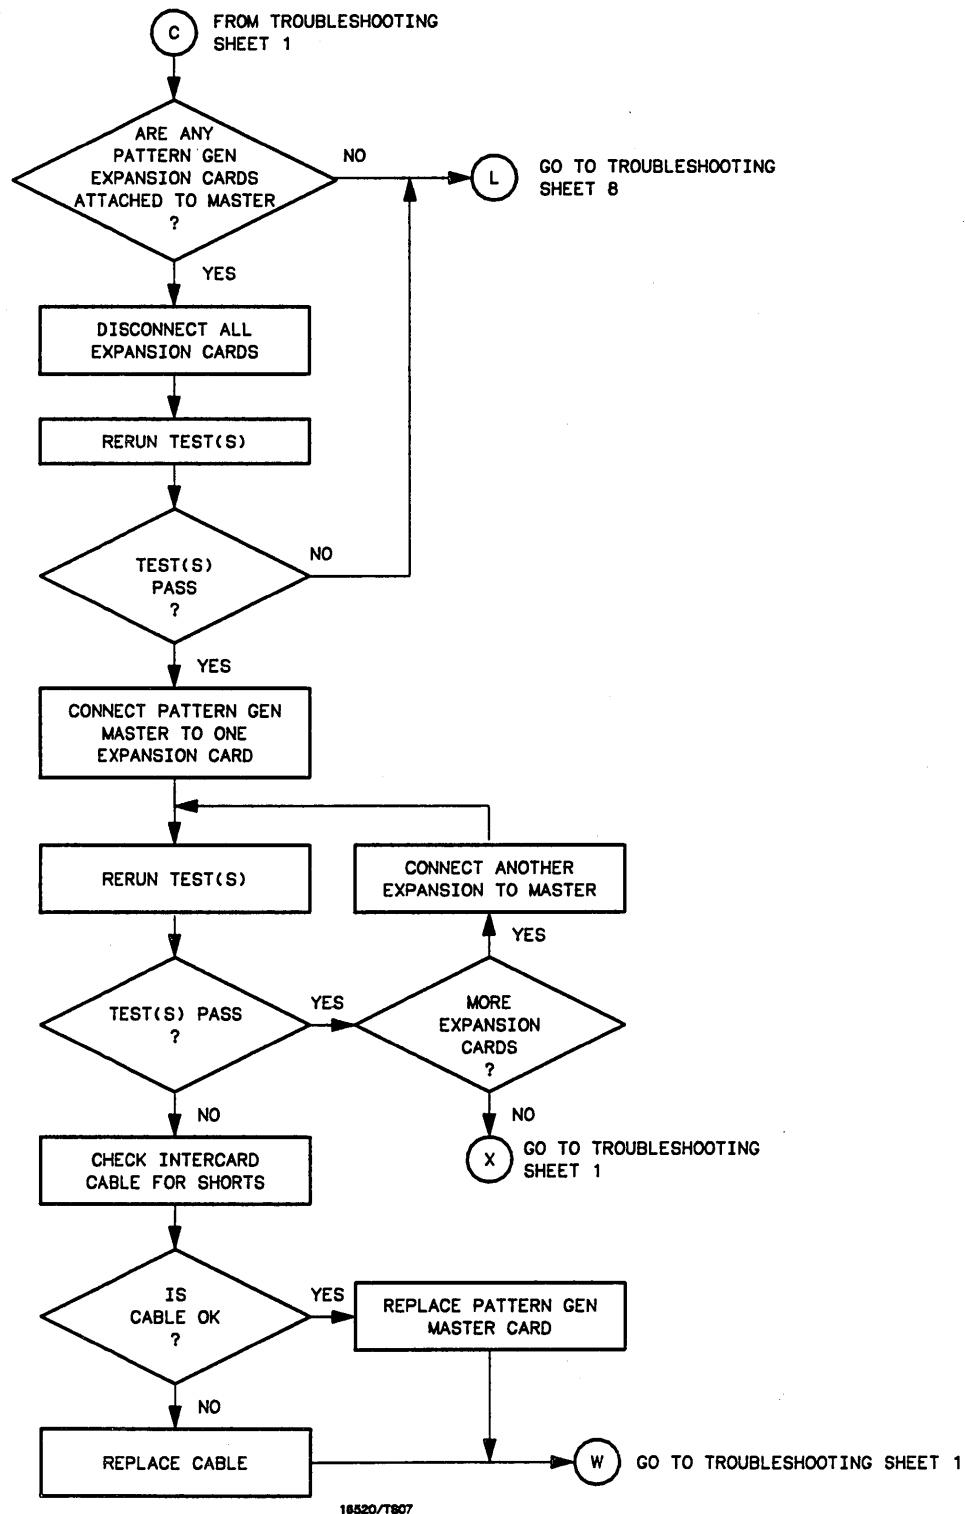 C
FROM TROUBLESHOOTING
SHEET 1
ARE ANY
PATTERN GEN
EXPANSION CARDS
ATTACHED TO MASTER
?
NO
L
GO TO TROUBLESHOOTING
SHEET 8
YES
DISCONNECT ALL
EXPANSION CARDS
RERUN TEST(S)
TEST(S)
PASS
?
NO
YES
CONNECT PATTERN GEN
MASTER TO ONE
EXPANSION CARD
RERUN TEST(S)
CONNECT ANOTHER
EXPANSION TO MASTER
YES
TEST(S) PASS
?
YES
MORE
EXPANSION
CARDS
?
NO
NO
X
GO TO TROUBLESHOOTING
SHEET 1
CHECK INTERCARD
CABLE FOR SHORTS
IS
CABLE OK
?
YES
REPLACE PATTERN GEN
MASTER CARD
NO
REPLACE CABLE
W
GO TO TROUBLESHOOTING SHEET 1
16520/TS07